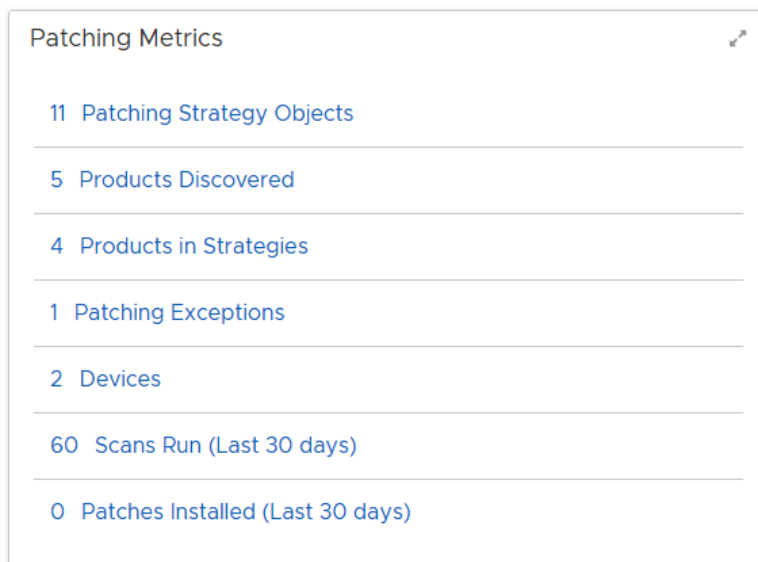 Patching Metrics
11 Patching Strategy Objects
5 Products Discovered
4 Products in Strategies
1 Patching Exceptions
2 Devices
60 Scans Run (Last 30 days)
0 Patches Installed (Last 30 days)